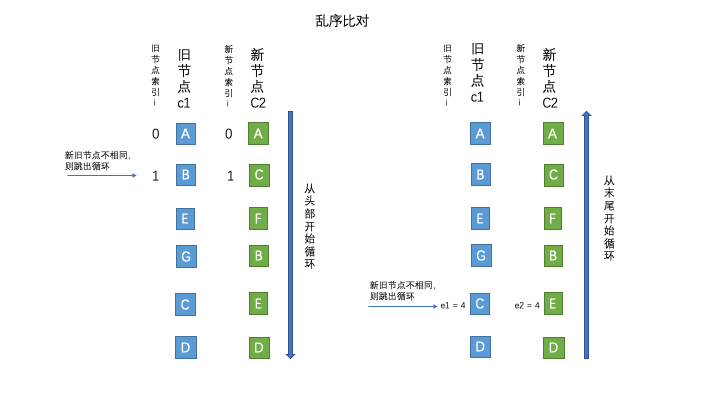 乱序比对
旧节点索引i
旧节点c1
新节点索引i
新节点C2
0
A
0
A
新旧节点不相同，
则跳出循环
1
B
1
C
E
F
G
B
C
E
D
D
从头部开始循环
旧节点索引i
旧节点c1
新节点索引i
新节点C2
A
A
B
C
E
F
G
B
新旧节点不相同，
则跳出循环
e1 = 4
C
e2 = 4
E
D
D
从末尾开始循环